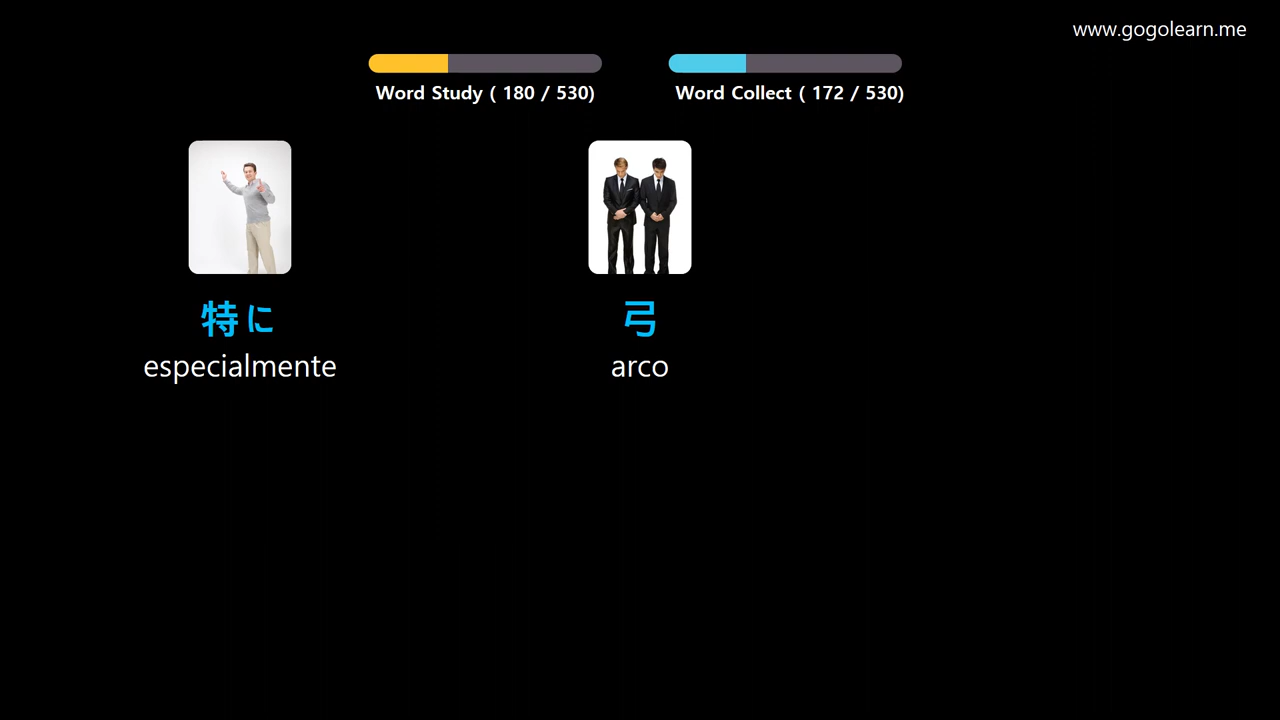 www.gogolearn.me
Word Study ( 180 / 530)
Word Collect ( 172 / 530)
特に
弓
especialmente
arco